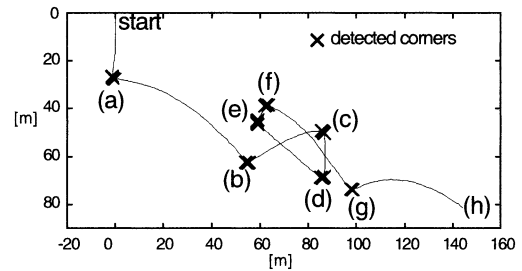 0
start
× detected corners
20
(a)
(f)
40
(e)
(c)
[m]
60
(b)
(d)
(g)
(h)
80
-20 0 20 40 60 80 100 120 140 160
[m]